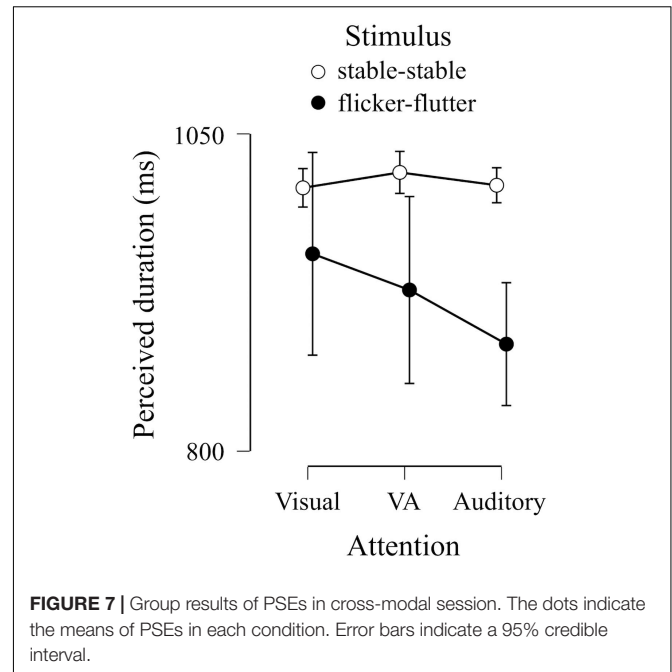 Stimulus
stable-stable
flicker-flutter
1050
Perceived duration (ms)
800
Visual VA Auditory
Attention
FIGURE 7 | Group results of PSEs in cross-modal session. The dots indicate
the means of PSEs in each condition. Error bars indicate a 95% credible
interval.